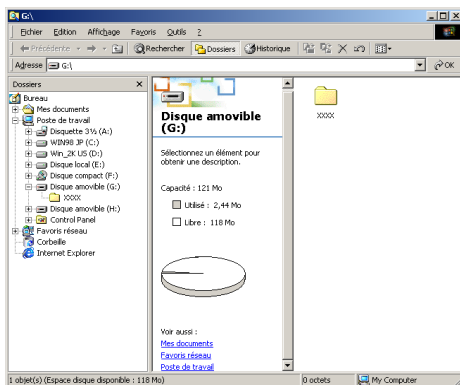 G:\
Fichier Edition Affichage Favoris Outils ?
Précédente Rechercher Dossiers Historique
Adresse G:\ OK
Dossiers
Bureau
Mes documents
Poste de travail
Disquette 3½ (A:)
WIN98 JP (C:)
Win_2K US (D:)
Disque local (E:)
Disque compact (F:)
Disque amovible (G:)
XXXX
Disque amovible (H:)
Control Panel
Favoris réseau
Corbeille
Internet Explorer
Disque amovible
(G:)
Sélectionnez un élément pour
obtenir une description.
Capacité : 121 Mo
Utilisé : 2,44 Mo
Libre : 118 Mo
Voir aussi :
Mes documents
Favoris réseau
Poste de travail
XXXX
1 objet(s) (Espace disque disponible : 118 Mo) 0 octets My Computer